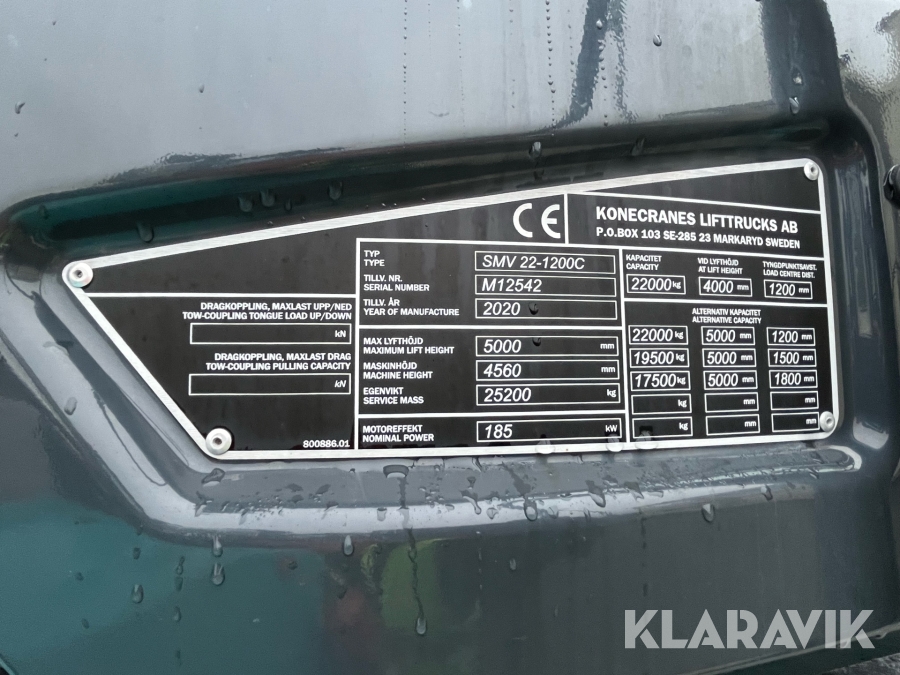 CE
KONECRANES LIFTTRUCKS AB
P.O.BOX 103 SE-285 23 MARKARYD SWEDEN
DRAGKOPPLING, MAXLAST UPP/NED
TOW-COUPLING TONGUE LOAD UP/DOWN
kN
DRAGKOPPLING, MAXLAST DRAG
TOW-COUPLING PULLING CAPACITY
kN
800886.01
TYP
TYPE SMV 22-1200C
TILLV. NR.
SERIAL NUMBER M12542
TILLV. ÅR
YEAR OF MANUFACTURE 2020
MAX LYFTHÖJD
MAXIMUM LIFT HEIGHT 5000 mm
MASKINHÖJD
MACHINE HEIGHT 4560 mm
EGENVIKT
SERVICE MASS 25200 kg
MOTOREFFEKT
NOMINAL POWER 185 kW
KAPACITET VID LYFTHÖJD TYNGDPUNKTSAVST.
CAPACITY AT LIFT HEIGHT LOAD CENTRE DIST.
22000 kg 4000 mm 1200 mm
ALTERNATIV KAPACITET
ALTERNATIVE CAPACITY
22000 kg 5000 mm 1200 mm
19500 kg 5000 mm 1500 mm
17500 kg 5000 mm 1800 mm
kg mm mm
kg mm mm
KLARAVIK